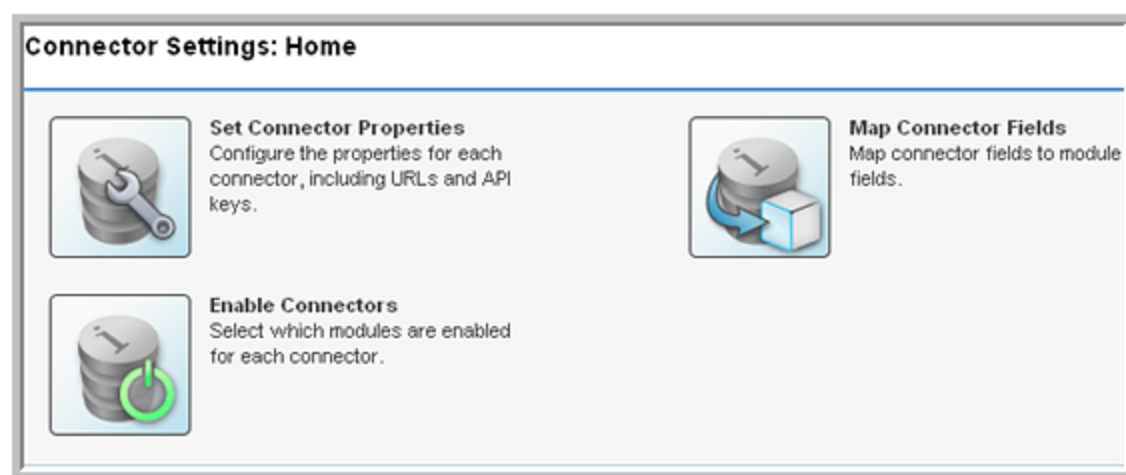 Connector Settings: Home
Set Connector Properties
Configure the properties for each
connector, including URLs and API
keys.
Map Connector Fields
Map connector fields to module
fields.
Enable Connectors
Select which modules are enabled
for each connector.